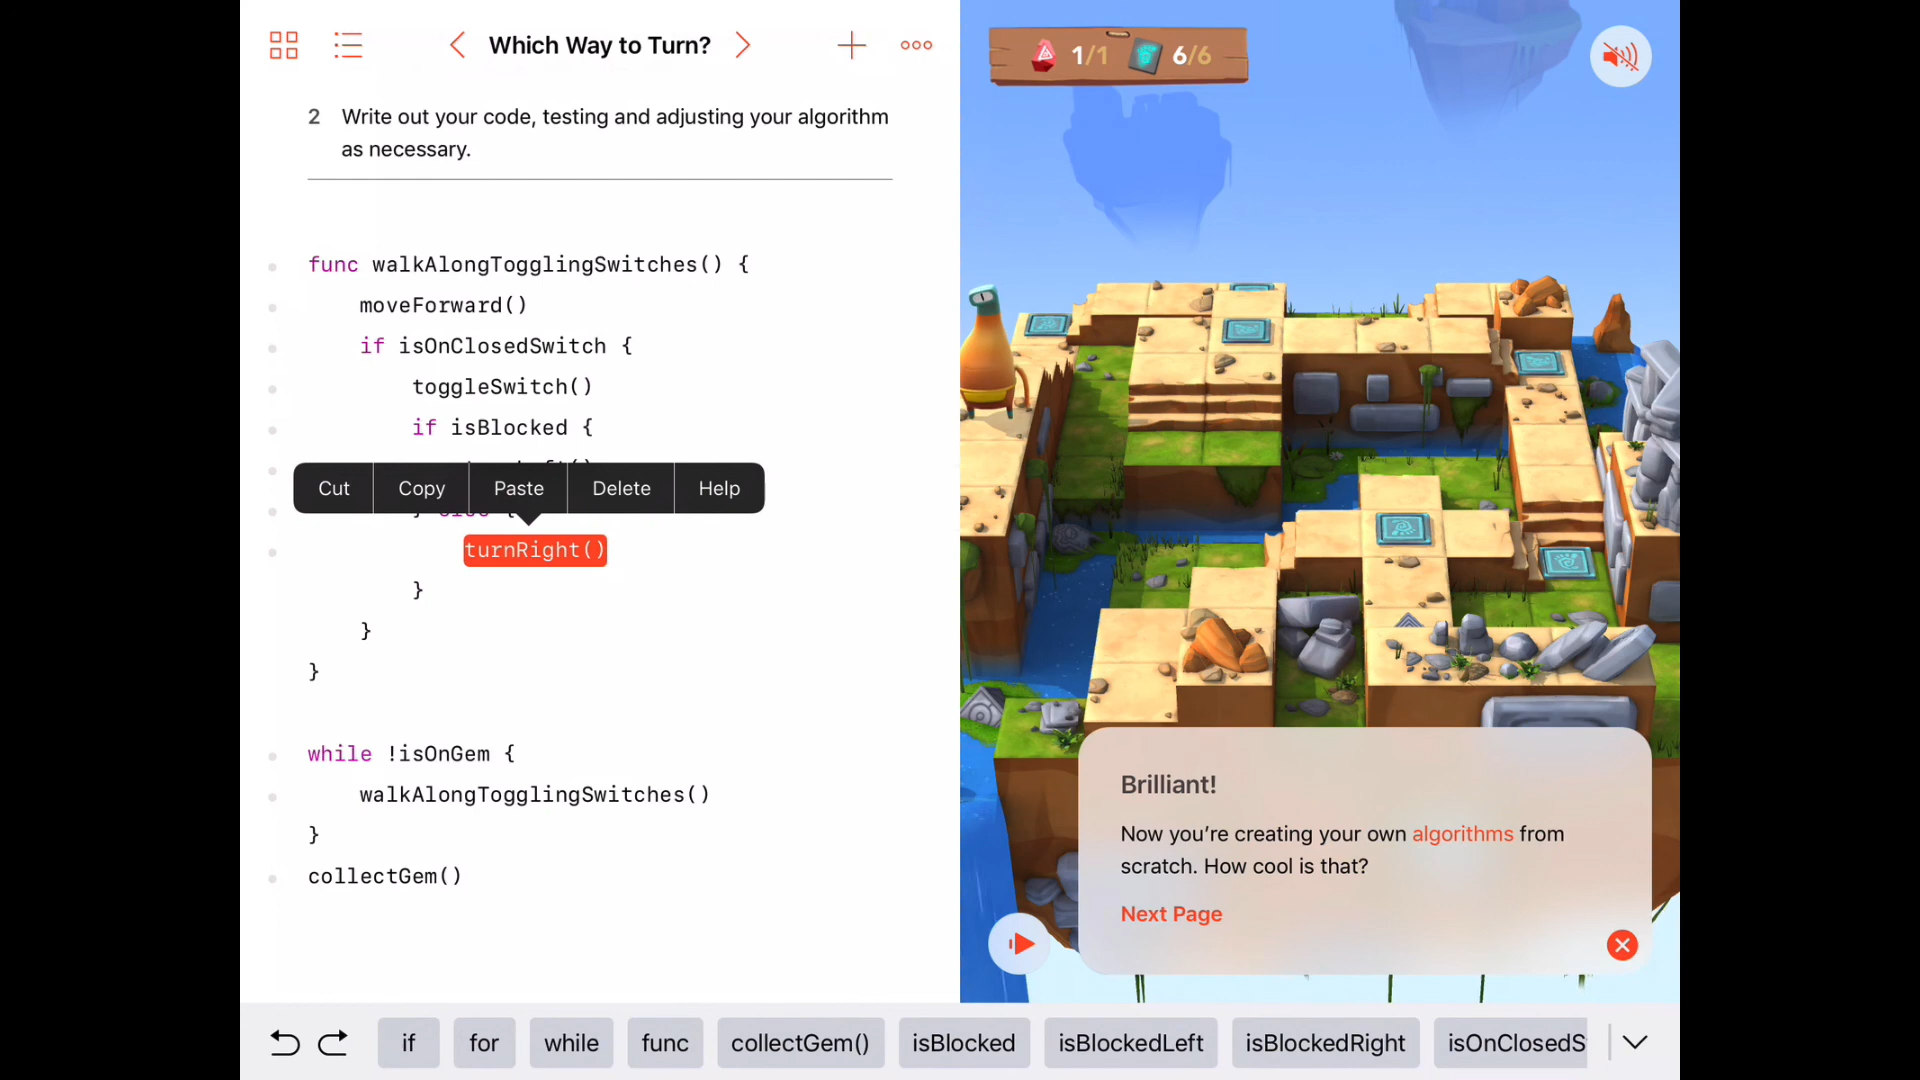 Which Way to Turn?
1/1 6/6
2 Write out your code, testing and adjusting your algorithm
as necessary.
func walkAlongTogglingSwitches() {
moveForward()
if isOnClosedSwitch {
toggleSwitch()
if isBlocked {
Cut Copy Paste Delete Help
turnRight()
}
}
}
while !isOnGem {
walkAlongTogglingSwitches()
}
collectGem()
Brilliant!
Now you’re creating your own algorithms from
scratch. How cool is that?
Next Page
if for while func collectGem() isBlocked isBlockedLeft isBlockedRight isOnClosedS